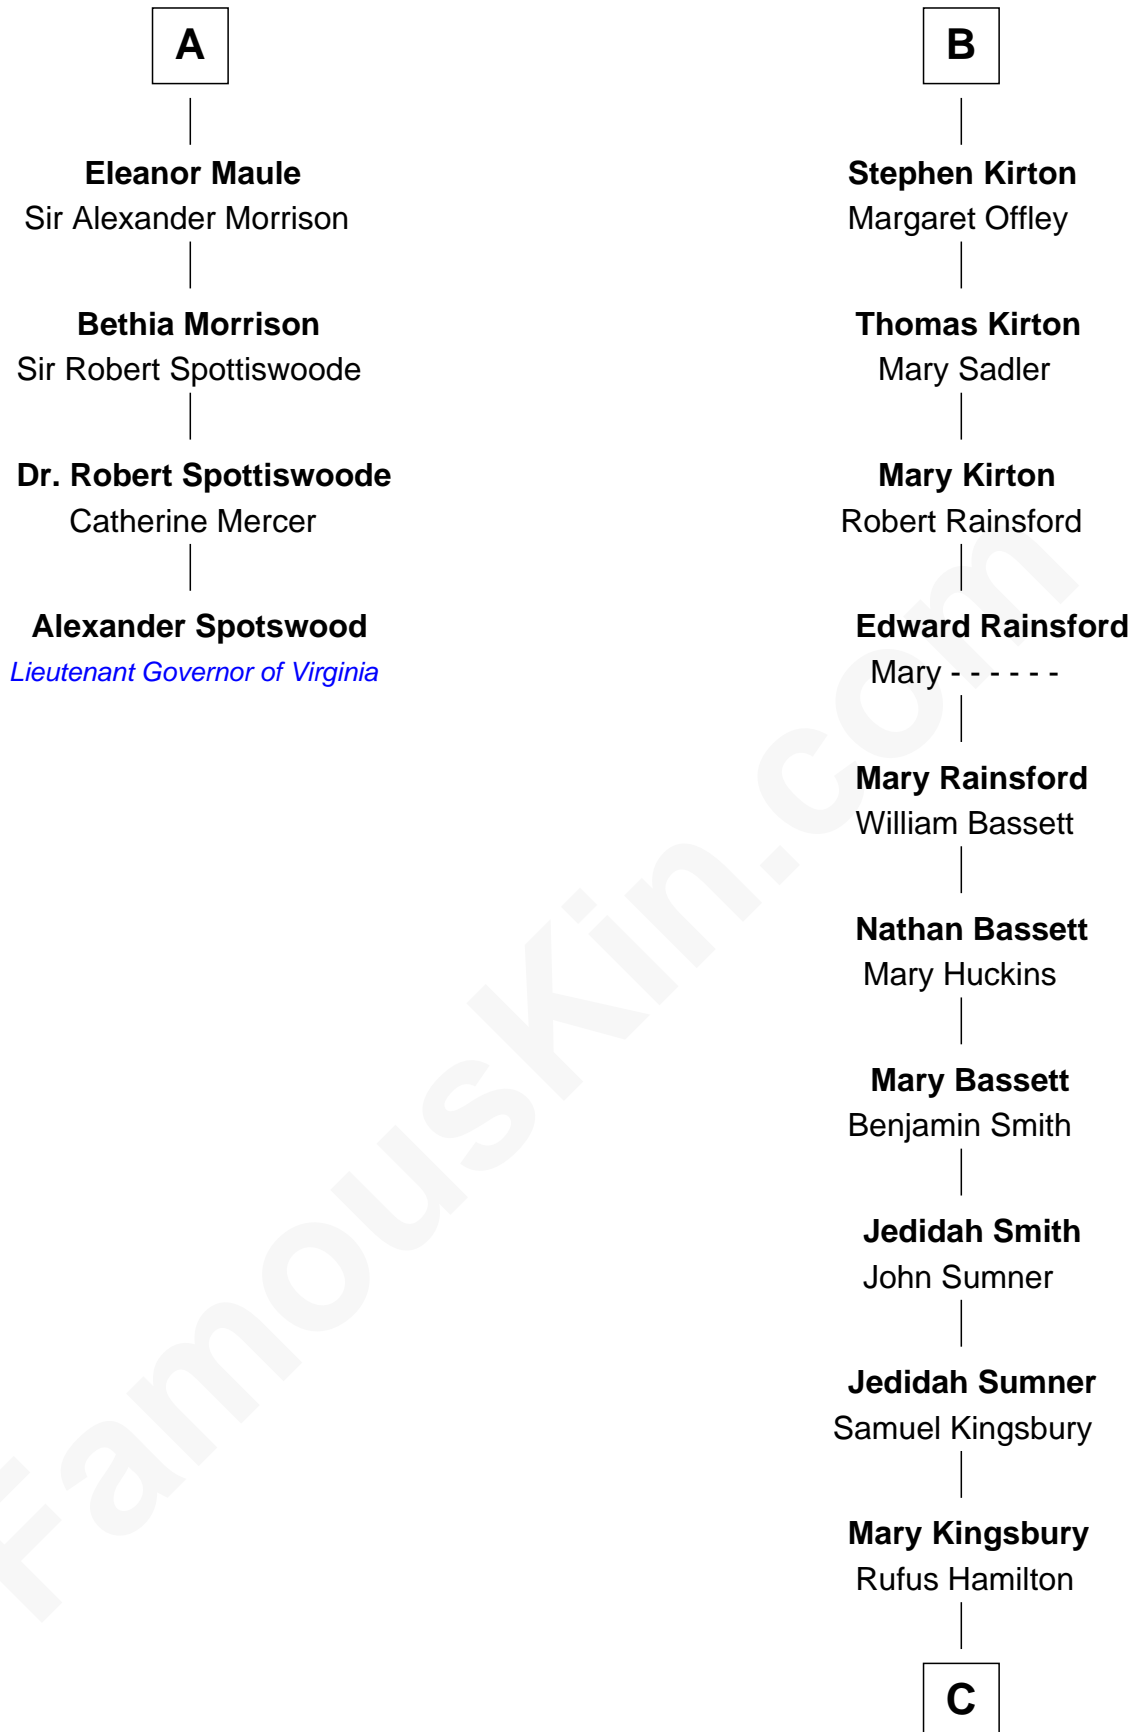 A
Eleanor Maule
Sir Alexander Morrison
Bethia Morrison
Sir Robert Spottiswoode
Dr. Robert Spottiswoode
Catherine Mercer
Alexander Spotswood
Lieutenant Governor of Virginia
B
Stephen Kirton
Margaret Offley
Thomas Kirton
Mary Sadler
Mary Kirton
Robert Rainsford
Edward Rainsford
Mary - - - - - -
Mary Rainsford
William Bassett
Nathan Bassett
Mary Huckins
Mary Bassett
Benjamin Smith
Jedidah Smith
John Sumner
Jedidah Sumner
Samuel Kingsbury
Mary Kingsbury
Rufus Hamilton
C
FamousKin.com